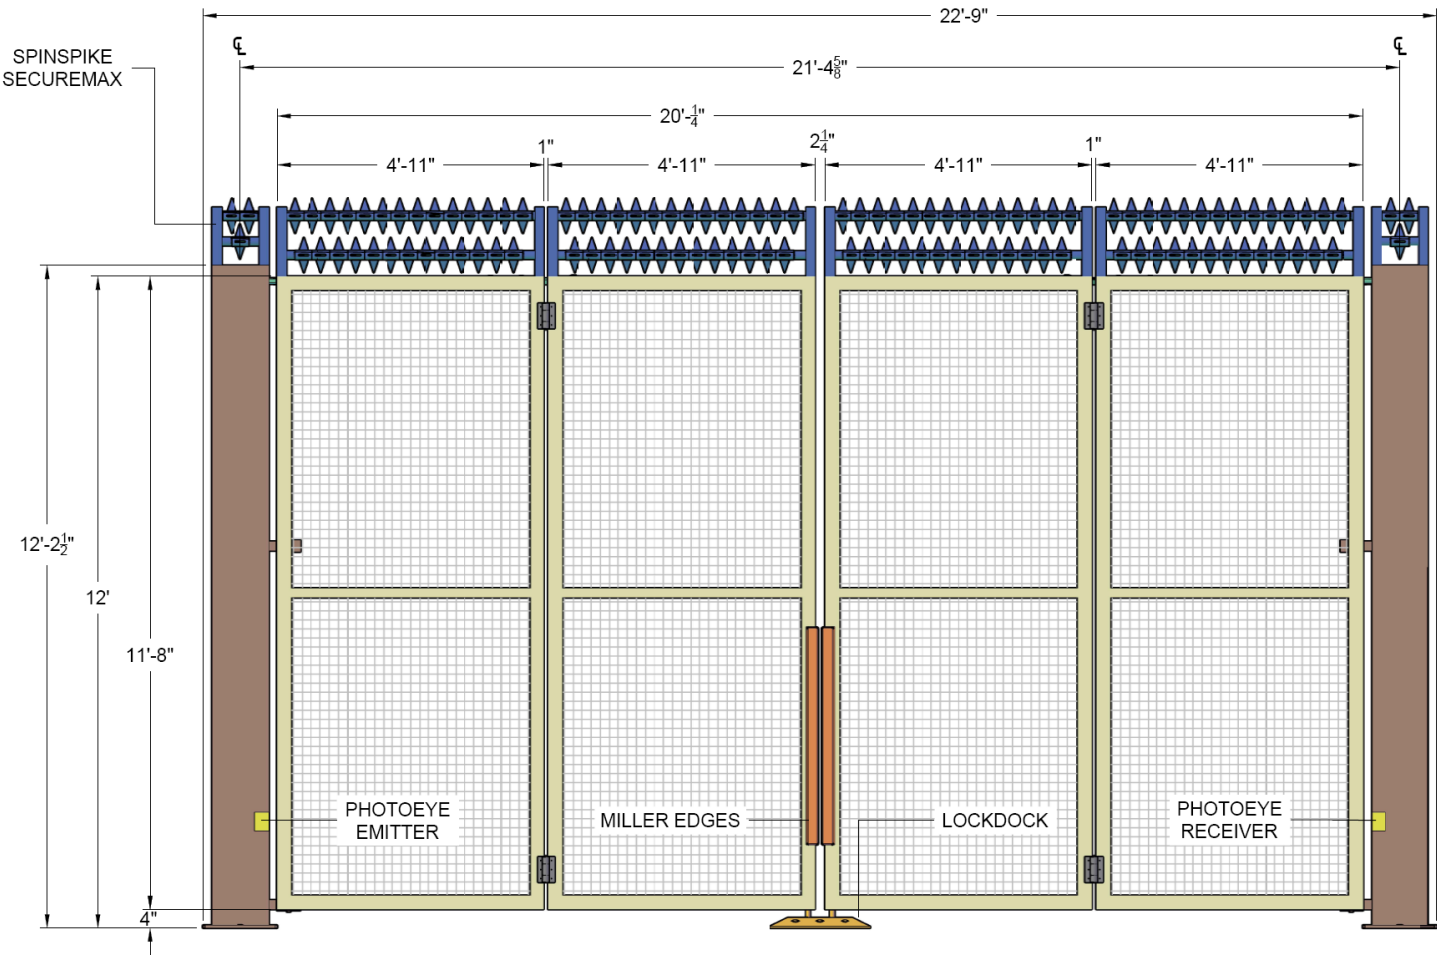 22'-9"
℄
℄
SPINSPIKE
SECUREMAX
21'-4⅝"
20'-¼"
1"
2¼"
1"
4'-11"
4'-11"
4'-11"
4'-11"
12'-2½"
12'
11'-8"
PHOTOEYE
EMITTER
MILLER EDGES
LOCKDOCK
PHOTOEYE
RECEIVER
4"